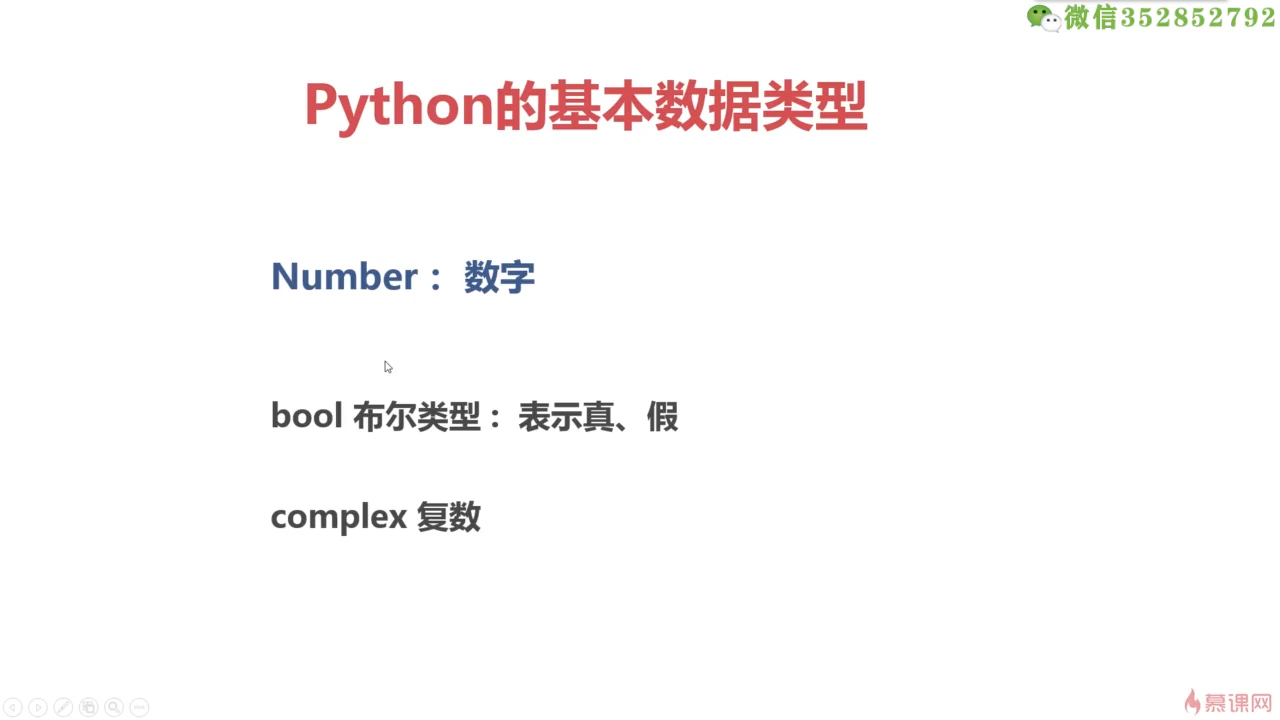 微信352852792
Python的基本数据类型
Number： 数字
bool 布尔类型： 表示真、假
complex 复数
慕课网